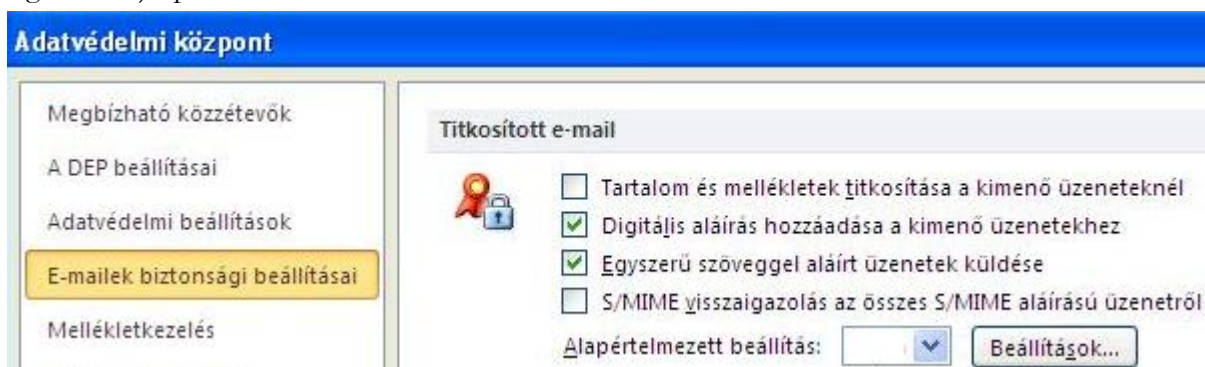 Adatvédelmi központ
Megbízható közzétevők
A DEP beállításai
Adatvédelmi beállítások
E-mailek biztonsági beállításai
Mellékletkezelés
Titkosított e-mail
Tartalom és mellékletek titkosítása a kimenő üzeneteknél
Digitális aláírás hozzáadása a kimenő üzenetekhez
Egyszerű szöveggel aláírt üzenetek küldése
S/MIME visszaigazolás az összes S/MIME aláírású üzenetről
Alapértelmezett beállítás:
Beállítások...